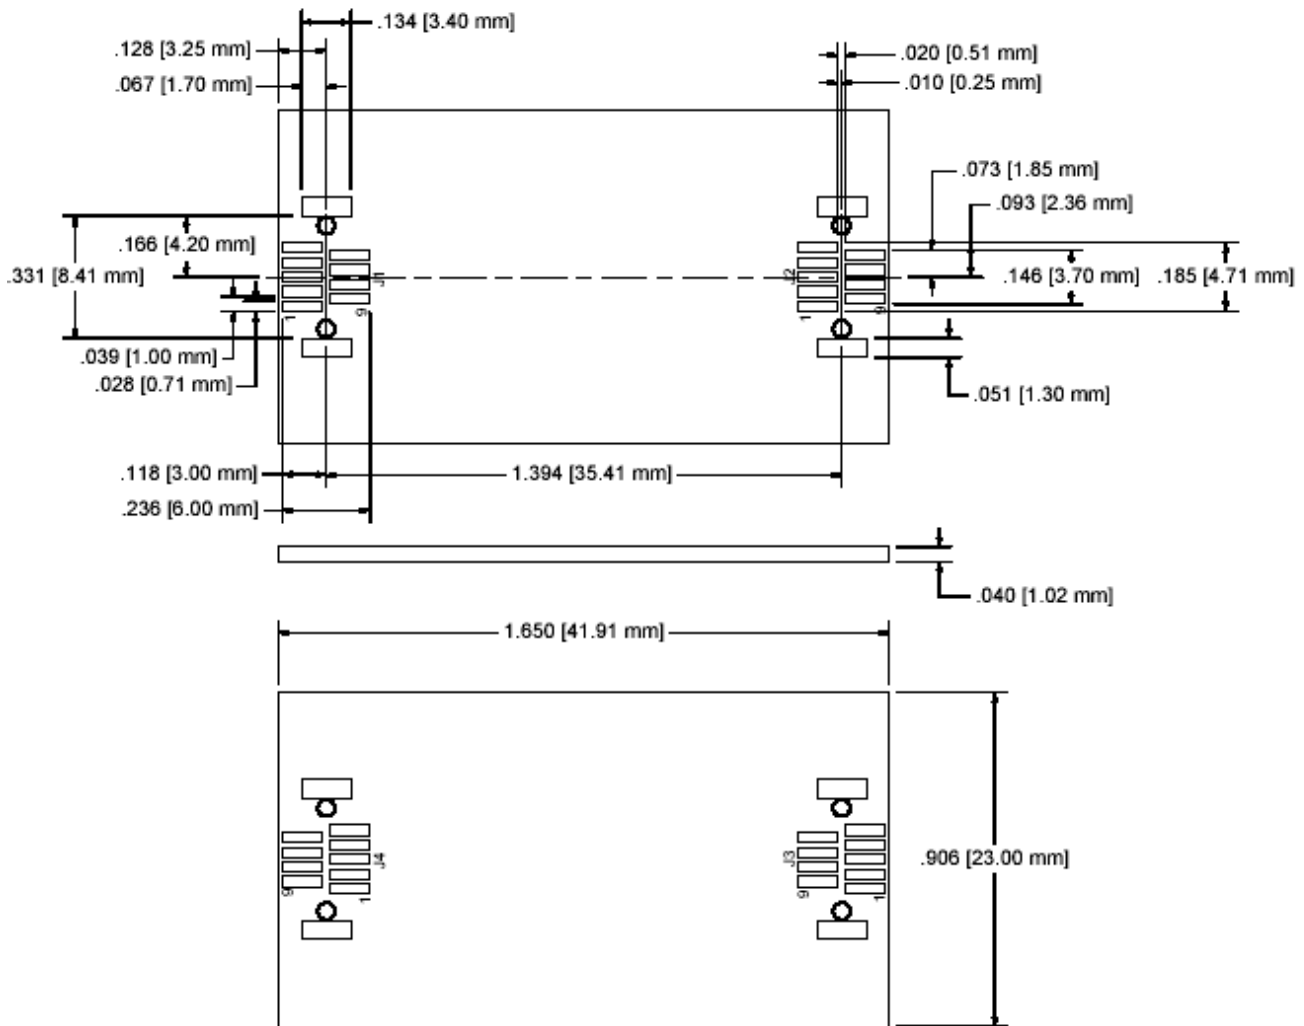 .134 [3.40 mm]
.128 [3.25 mm]
.067 [1.70 mm]
.020 [0.51 mm]
.010 [0.25 mm]
.073 [1.85 mm]
.093 [2.36 mm]
.166 [4.20 mm]
.331 [8.41 mm]
J1
J2
.146 [3.70 mm]
.185 [4.71 mm]
1
9
1
9
.039 [1.00 mm]
.028 [0.71 mm]
.051 [1.30 mm]
.118 [3.00 mm]
1.394 [35.41 mm]
.236 [6.00 mm]
.040 [1.02 mm]
1.650 [41.91 mm]
J4
J3
.906 [23.00 mm]
9
1
9
1